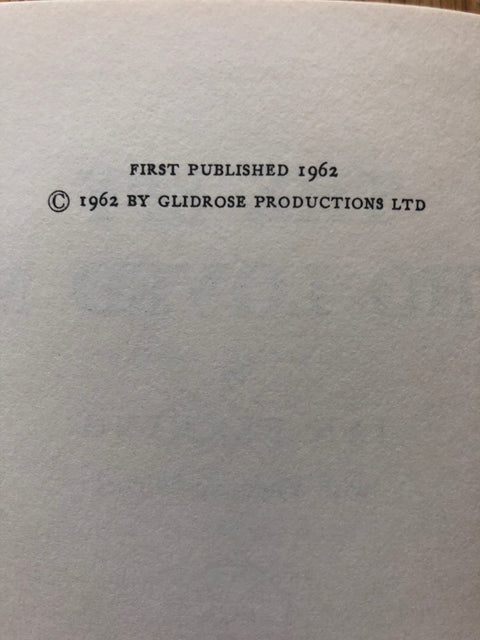 FIRST PUBLISHED 1962
© 1962 BY GLIDROSE PRODUCTIONS LTD